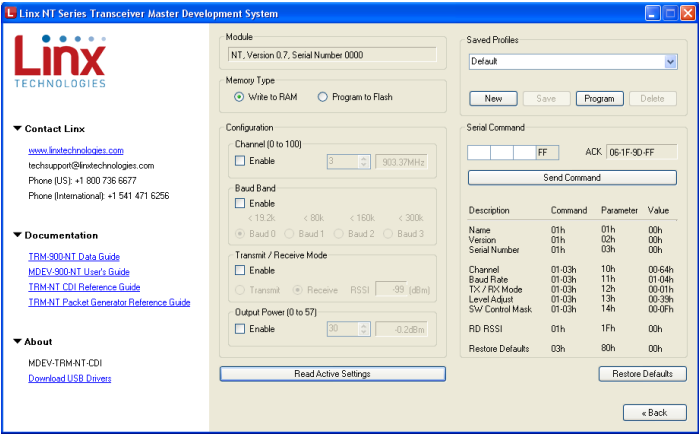 Linx NT Series Transceiver Master Development System
Linx
TECHNOLOGIES
Contact Linx
www.linxtechnologies.com
techsupport@linxtechnologies.com
Phone (US): +1 800 736 6677
Phone (International): +1 541 471 6256
Documentation
TRM-900-NT Data Guide
MDEV-900-NT User's Guide
TRM-NT CDI Reference Guide
TRM-NT Packet Generator Reference Guide
About
MDEV-TRM-NT-CDI
Download USB Drivers
Module
NT, Version 0.7, Serial Number 0000
Memory Type
Write to RAM Program to Flash
Configuration
Channel (0 to 100)
Enable 3 903.37MHz
Baud Band
Enable
< 19.2k < 80k < 160k < 300k
Baud 0 Baud 1 Baud 2 Baud 3
Transmit / Receive Mode
Enable
Transmit Receive RSSI -99 (dBm)
Output Power (0 to 57)
Enable 30 -0.2dBm
Read Active Settings
Saved Profiles
Default
New Save Program Delete
Serial Command
FF ACK 06-1F-9D-FF
Send Command
Description Command Parameter Value
Name 01h 01h 00h
Version 01h 02h 00h
Serial Number 01h 03h 00h
Channel 01-03h 10h 00-64h
Baud Rate 01-03h 11h 01-04h
TX / RX Mode 01-03h 12h 00-01h
Level Adjust 01-03h 13h 00-39h
SW Control Mask 01-03h 14h 00-0Fh
RD RSSI 01h 1Fh 00h
Restore Defaults 03h 80h 00h
Restore Defaults
« Back